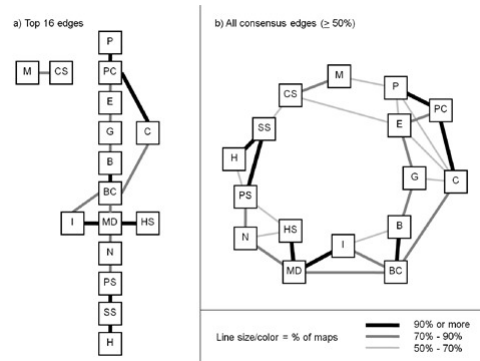 a) Top 16 edges
P
M
CS
PC
E
G
C
B
BC
I
MD
HS
N
PS
SS
H
b) All consensus edges (≥ 50%)
M
CS
P
PC
SS
E
H
G
C
PS
HS
B
N
I
MD
BC
Line size/color = % of maps
90% or more
70% - 90%
50% - 70%